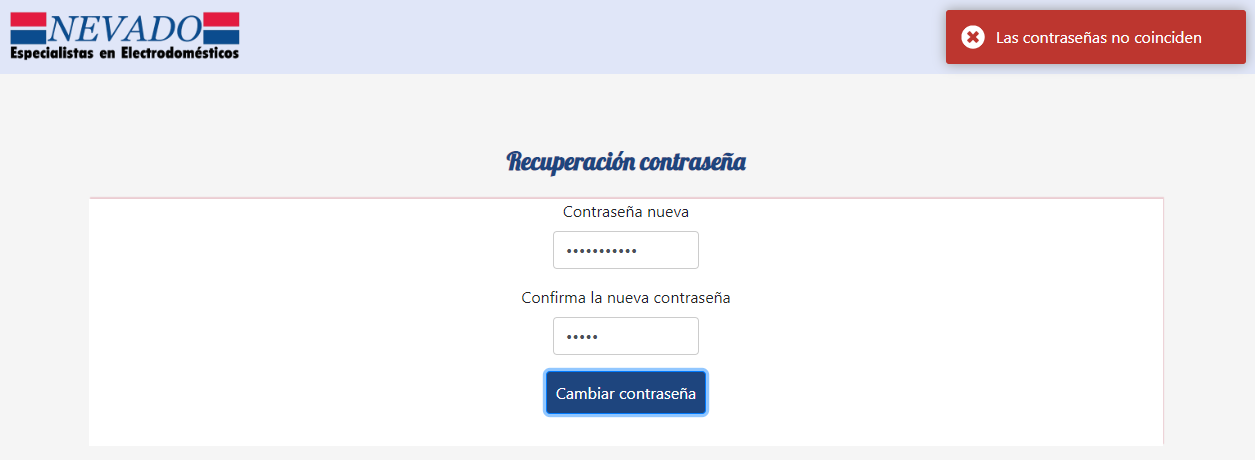 NEVADO
Especialistas en Electrodomésticos
Las contraseñas no coinciden
Recuperación contraseña
Contraseña nueva
•••••••••••
Confirma la nueva contraseña
•••••
Cambiar contraseña